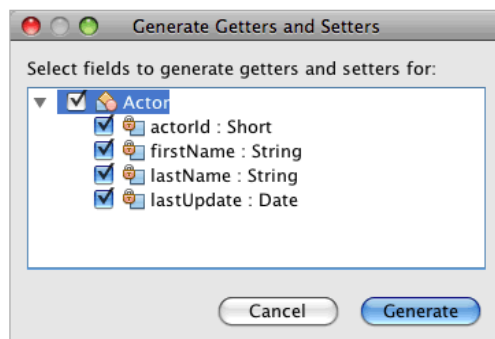 Generate Getters and Setters
Select fields to generate getters and setters for:
Actor
actorId : Short
firstName : String
lastName : String
lastUpdate : Date
Cancel Generate